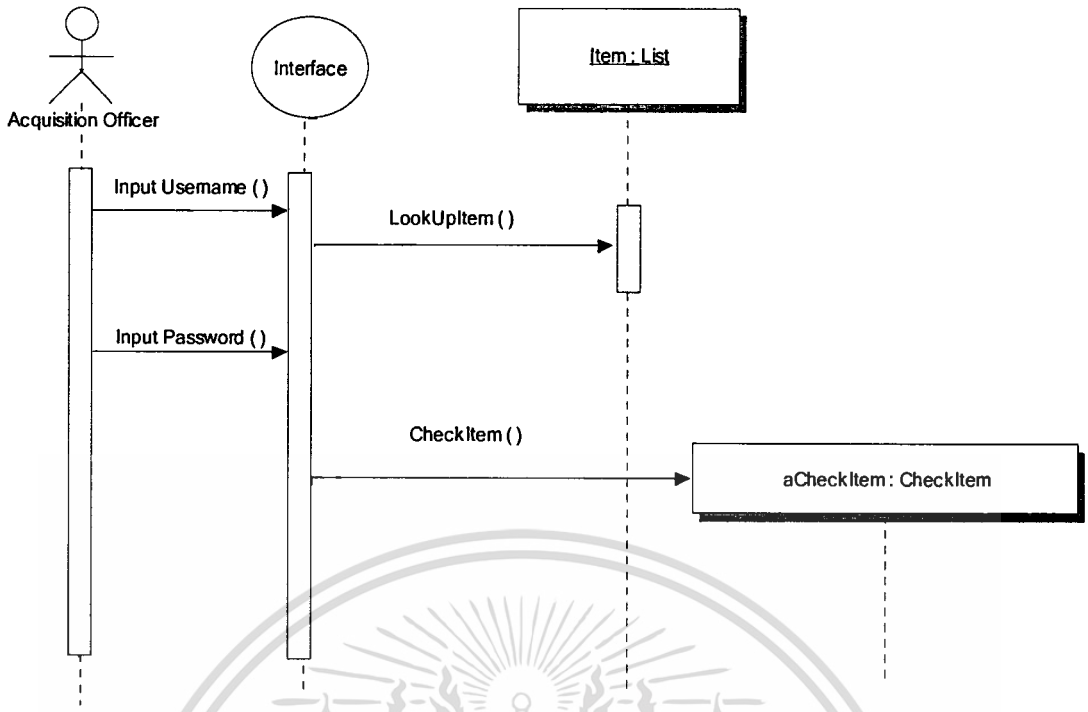 Interface
Item : List
Acquisition Officer
Input Username ( )
LookUpItem ( )
Input Password ( )
CheckItem ( )
aCheckItem : CheckItem